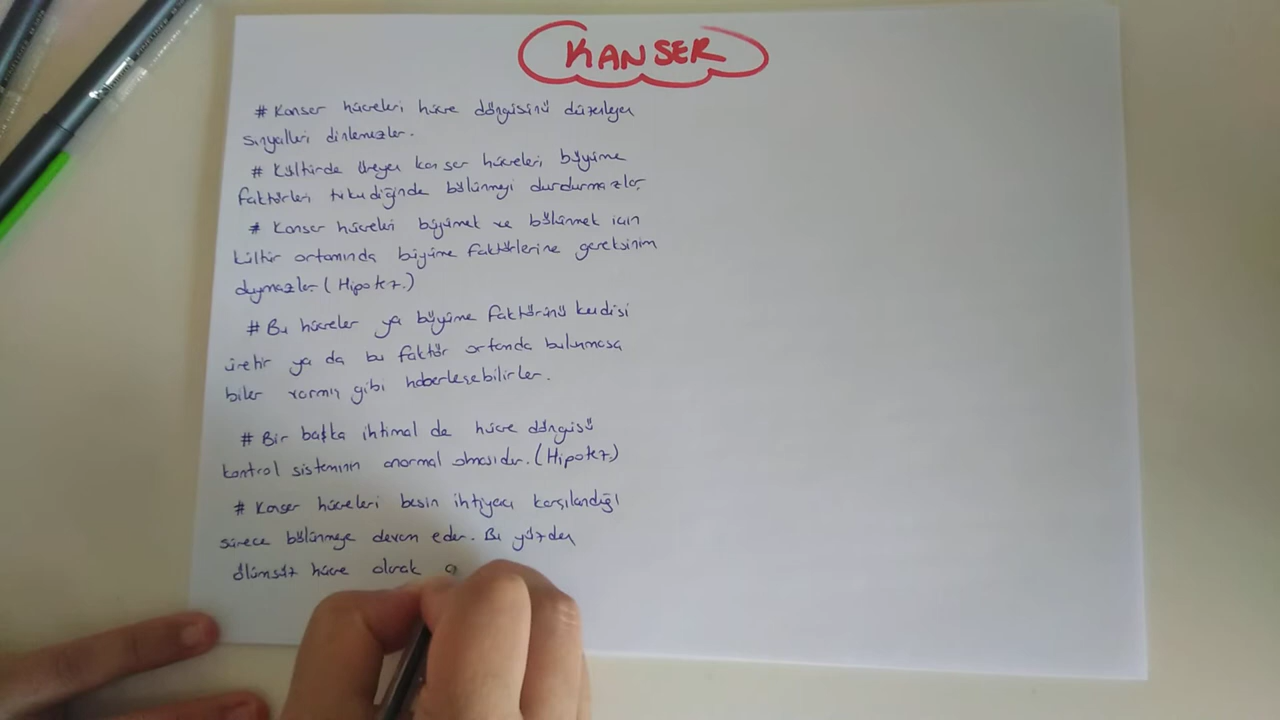 KANSER
# Kanser hücreleri hücre döngüsünü düzenleyen
sinyalleri dinlemezler.
# Kültürde üreyen kanser hücreleri, büyüme
faktörleri tükendiğinde bölünmeyi durdurmazlar.
# Kanser hücreleri büyümek ve bölünmek için
kültür ortamında büyüme faktörlerine gereksinim
duymazlar (Hipotez.)
# Bu hücreler ya büyüme faktörünü kendisi
üretir ya da bu faktör ortamda bulunmasa
bile varmış gibi haberleşebilirler.
# Bir başka ihtimal de hücre döngüsü
kontrol sisteminin anormal olmasıdır. (Hipotez)
# Kanser hücreleri besin ihtiyacı karşılandığı
sürece bölünmeye devam eder. Bu yüzden
ölümsüz hücre olarak